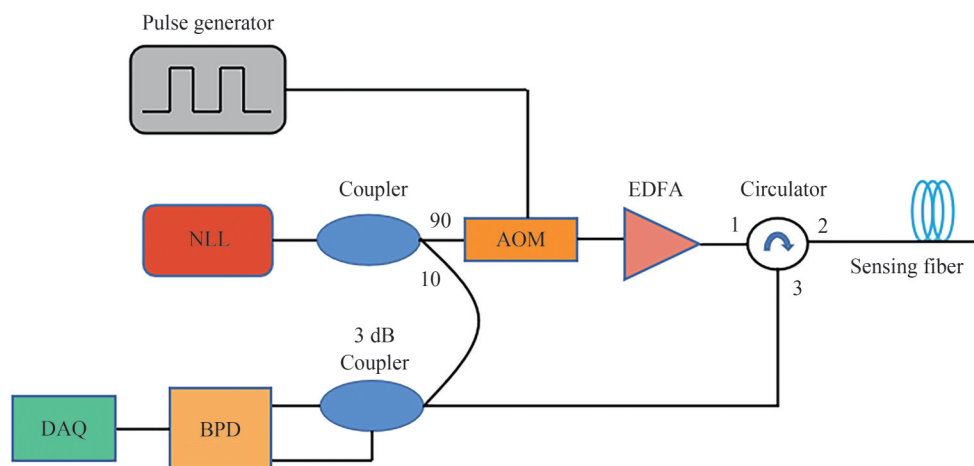 Pulse generator
Coupler
EDFA
Circulator
NLL
90
AOM
1
2
10
3
Sensing fiber
3 dB
Coupler
DAQ
BPD